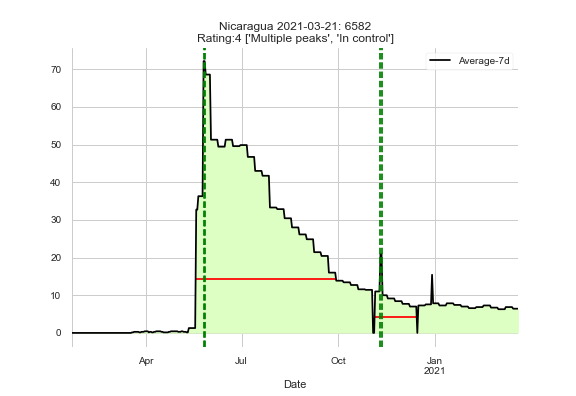 Nicaragua 2021-03-21: 6582
Rating:4 ['Multiple peaks', 'In control']
Average-7d
70
60
50
40
30
20
10
0
Apr
Jul
Oct
Jan
2021
Date